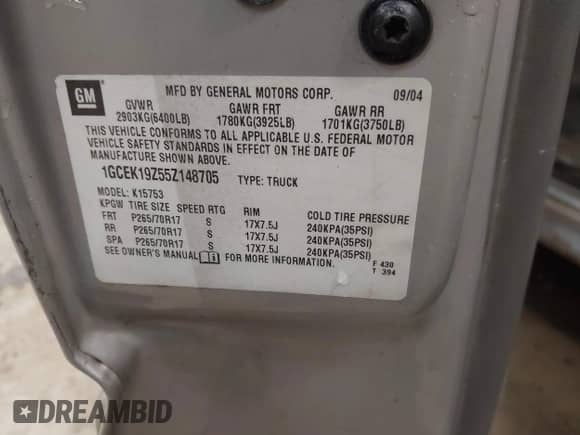 GM
MFD BY GENERAL MOTORS CORP. 09/04
GVWR GAWR FRT GAWR RR
2903KG(6400LB) 1780KG(3925LB) 1701KG(3750LB)
THIS VEHICLE CONFORMS TO ALL APPLICABLE U.S. FEDERAL MOTOR
VEHICLE SAFETY STANDARDS IN EFFECT ON THE DATE OF
MANUFACTURE SHOWN ABOVE.
1GCEK19Z55Z148705 TYPE: TRUCK
MODEL: K15753
KPGW TIRE SIZE SPEED RTG RIM COLD TIRE PRESSURE
FRT P265/70R17 S 17X7.5J 240KPA(35PSI)
RR P265/70R17 S 17X7.5J 240KPA(35PSI)
SPA P265/70R17 S 17X7.5J 240KPA(35PSI)
SEE OWNER'S MANUAL i FOR MORE INFORMATION. F 430
T 394
DREAMBID